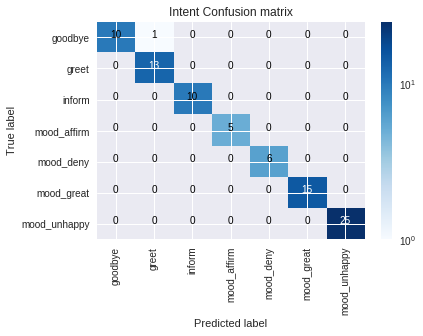 Intent Confusion matrix
True label
goodbye 10 1 0 0 0 0 0
greet 0 13 0 0 0 0 0
inform 0 0 10 0 0 0 0
mood_affirm 0 0 0 5 0 0 0
mood_deny 0 0 0 0 6 0 0
mood_great 0 0 0 0 0 15 0
mood_unhappy 0 0 0 0 0 0 25
goodbye
greet
inform
mood_affirm
mood_deny
mood_great
mood_unhappy
Predicted label
10¹
10⁰